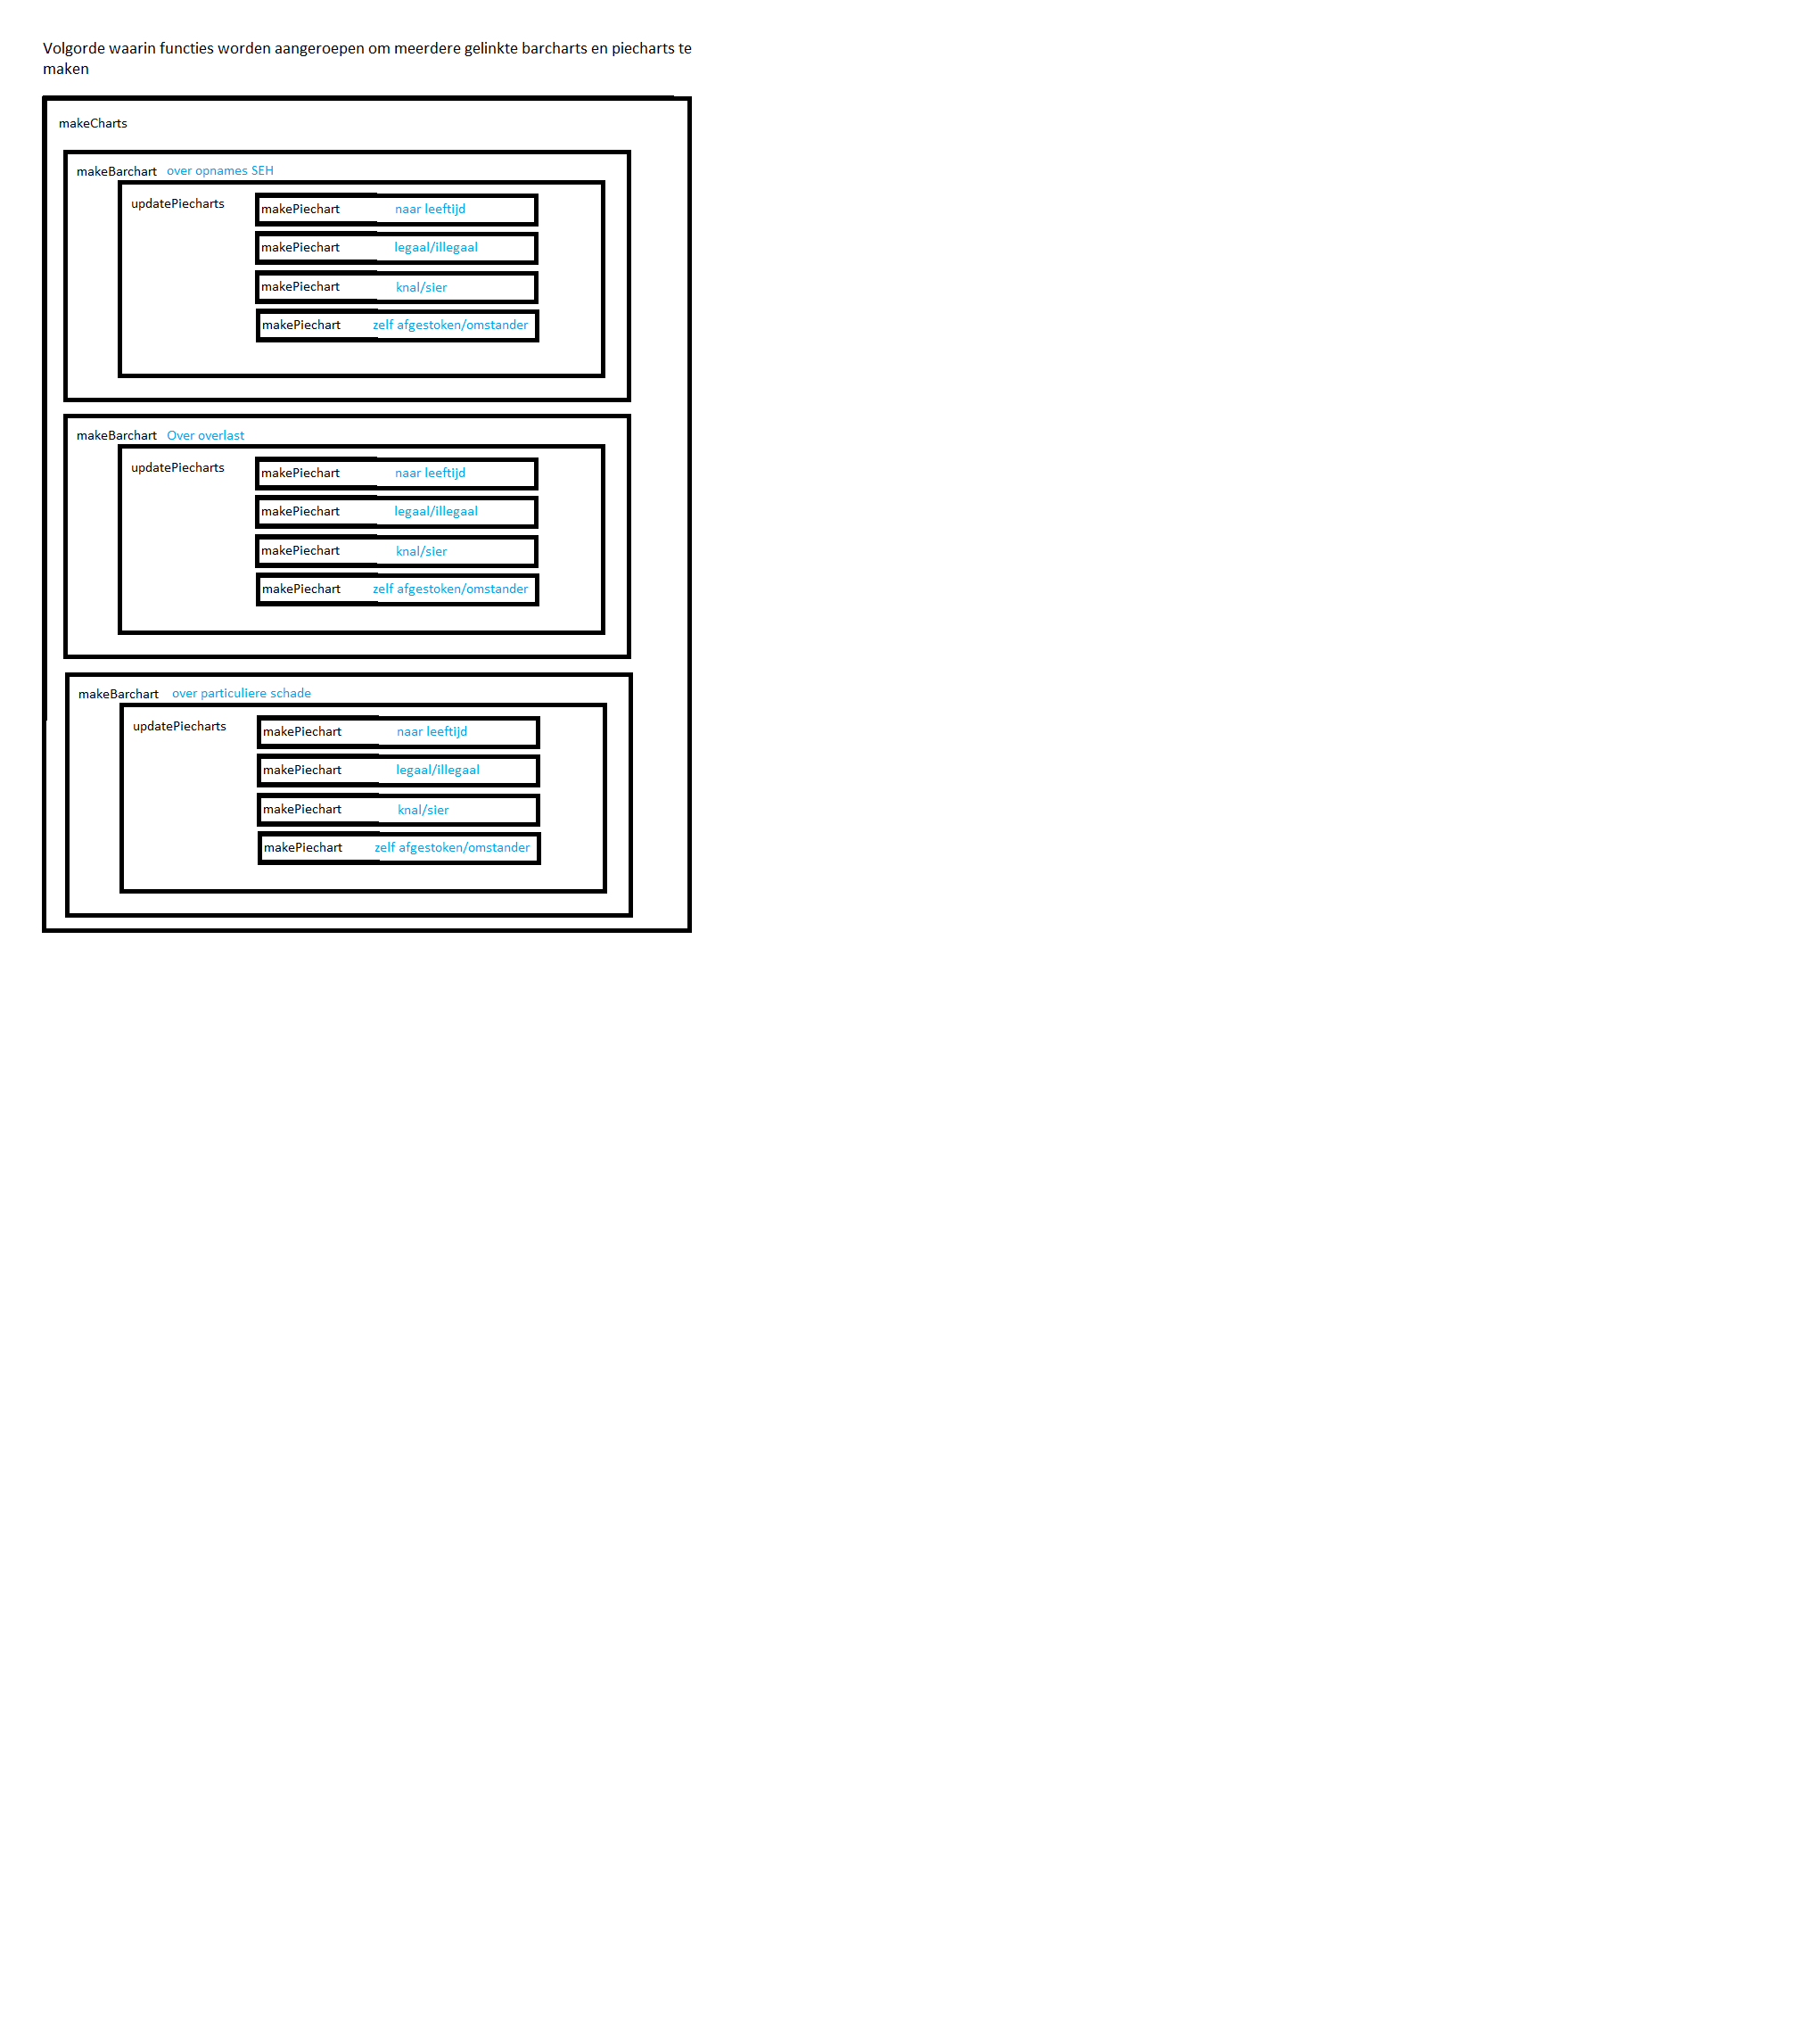 Volgorde waarin functies worden aangeroepen om meerdere gelinkte barcharts en piecharts te
maken
makeCharts
makeBarchart over opnames SEH
updatePiecharts
makePiechart naar leeftijd
makePiechart legaal/illegaal
makePiechart knal/sier
makePiechart zelf afgestoken/omstander
makeBarchart Over overlast
updatePiecharts
makePiechart naar leeftijd
makePiechart legaal/illegaal
makePiechart knal/sier
makePiechart zelf afgestoken/omstander
makeBarchart over particuliere schade
updatePiecharts
makePiechart naar leeftijd
makePiechart legaal/illegaal
makePiechart knal/sier
makePiechart zelf afgestoken/omstander